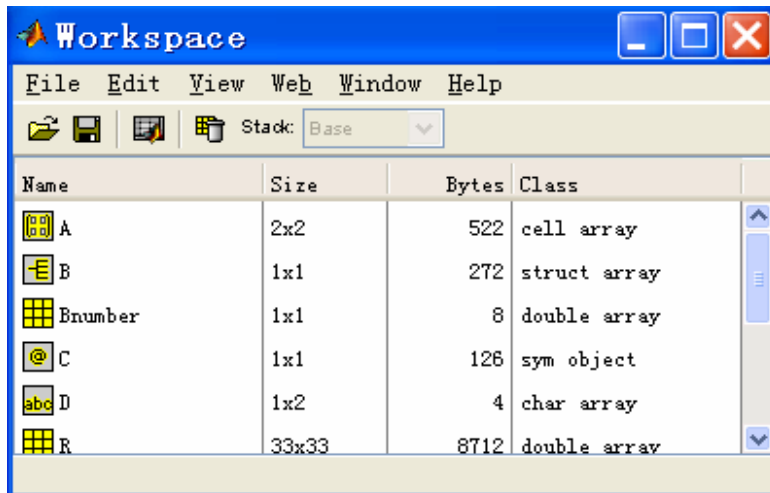 Workspace
File Edit View Web Window Help
Stack: Base
Name Size Bytes Class
A 2x2 522 cell array
B 1x1 272 struct array
Bnumber 1x1 8 double array
@ C 1x1 126 sym object
abc D 1x2 4 char array
R 33x33 8712 double array